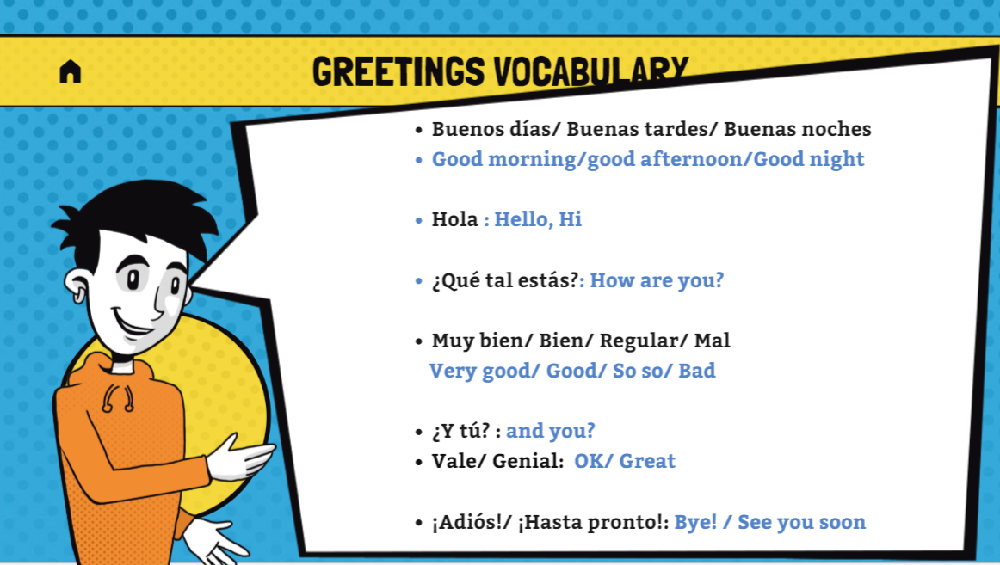 GREETINGS VOCABULARY
• Buenos días/ Buenas tardes/ Buenas noches
• Good morning/good afternoon/Good night
• Hola : Hello, Hi
• ¿Qué tal estás?: How are you?
• Muy bien/ Bien/ Regular/ Mal
Very good/ Good/ So so/ Bad
• ¿Y tú? : and you?
• Vale/ Genial: OK/ Great
• ¡Adiós!/ ¡Hasta pronto!: Bye! / See you soon